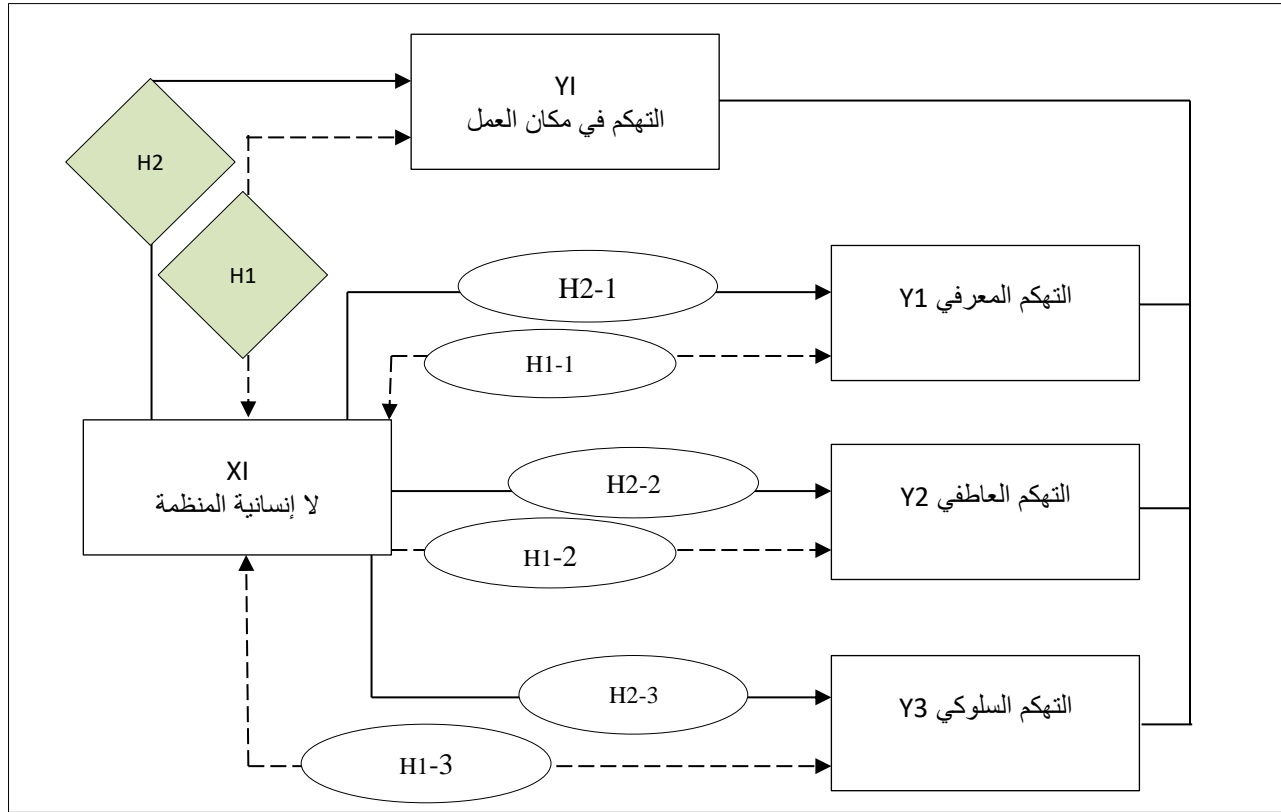 YI
التهكم في مكان العمل
H2
H1
H2-1
التهكم المعرفي Y1
H1-1
XI
لا إنسانية المنظمة
H2-2
التهكم العاطفي Y2
H1-2
H2-3
التهكم السلوكي Y3
H1-3